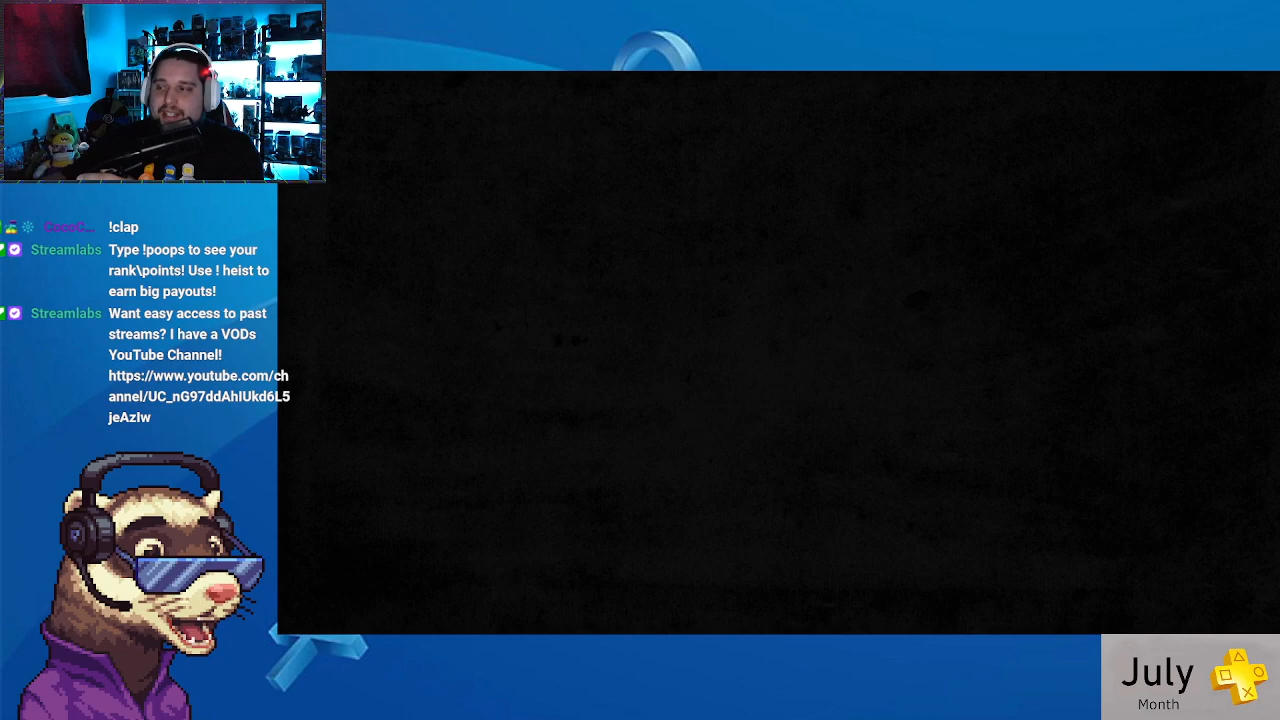 CocoC... !clap
Streamlabs Type !poops to see your
rank\points! Use ! heist to
earn big payouts!
Streamlabs Want easy access to past
streams? I have a VODs
YouTube Channel!
https://www.youtube.com/ch
annel/UC_nG97ddAhIUkd6L5
jeAzIw
July
Month